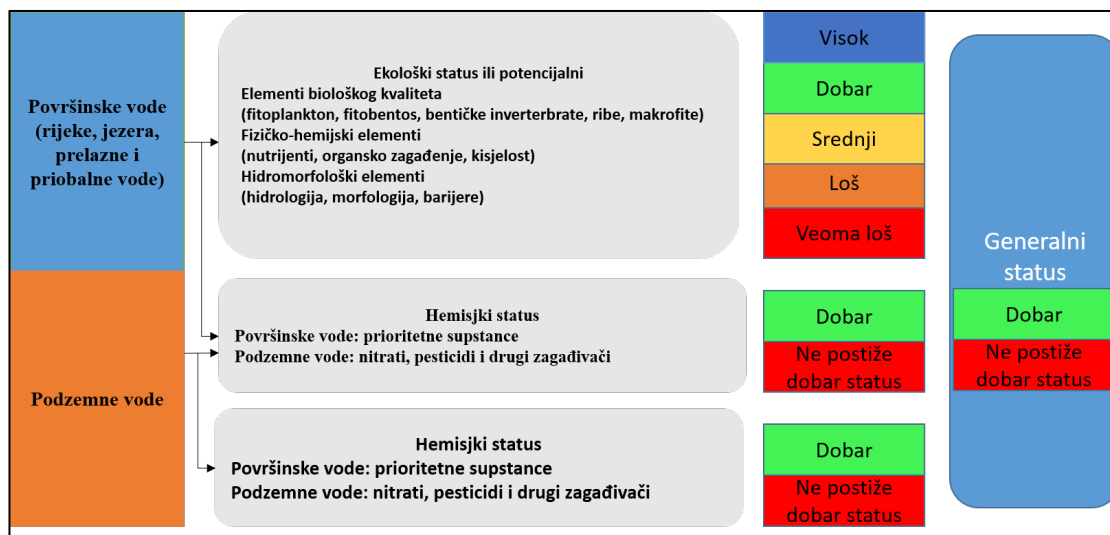 Površinske vode
(rijeke, jezera,
prelazne i
priobalne vode)
Podzemne vode
Ekološki status ili potencijalni
Elementi biološkog kvaliteta
(fitoplankton, fitobentos, bentičke inverterbrate, ribe, makrofite)
Fizičko-hemijski elementi
(nutrijenti, organsko zagađenje, kisjelost)
Hidromorfološki elementi
(hidrologija, morfologija, barijere)
Hemisjki status
Površinske vode: prioritetne supstance
Podzemne vode: nitrati, pesticidi i drugi zagađivači
Hemisjki status
Površinske vode: prioritetne supstance
Podzemne vode: nitrati, pesticidi i drugi zagađivači
Visok
Dobar
Srednji
Loš
Veoma loš
Dobar
Ne postiže
dobar status
Dobar
Ne postiže
dobar status
Generalni
status
Dobar
Ne postiže
dobar status